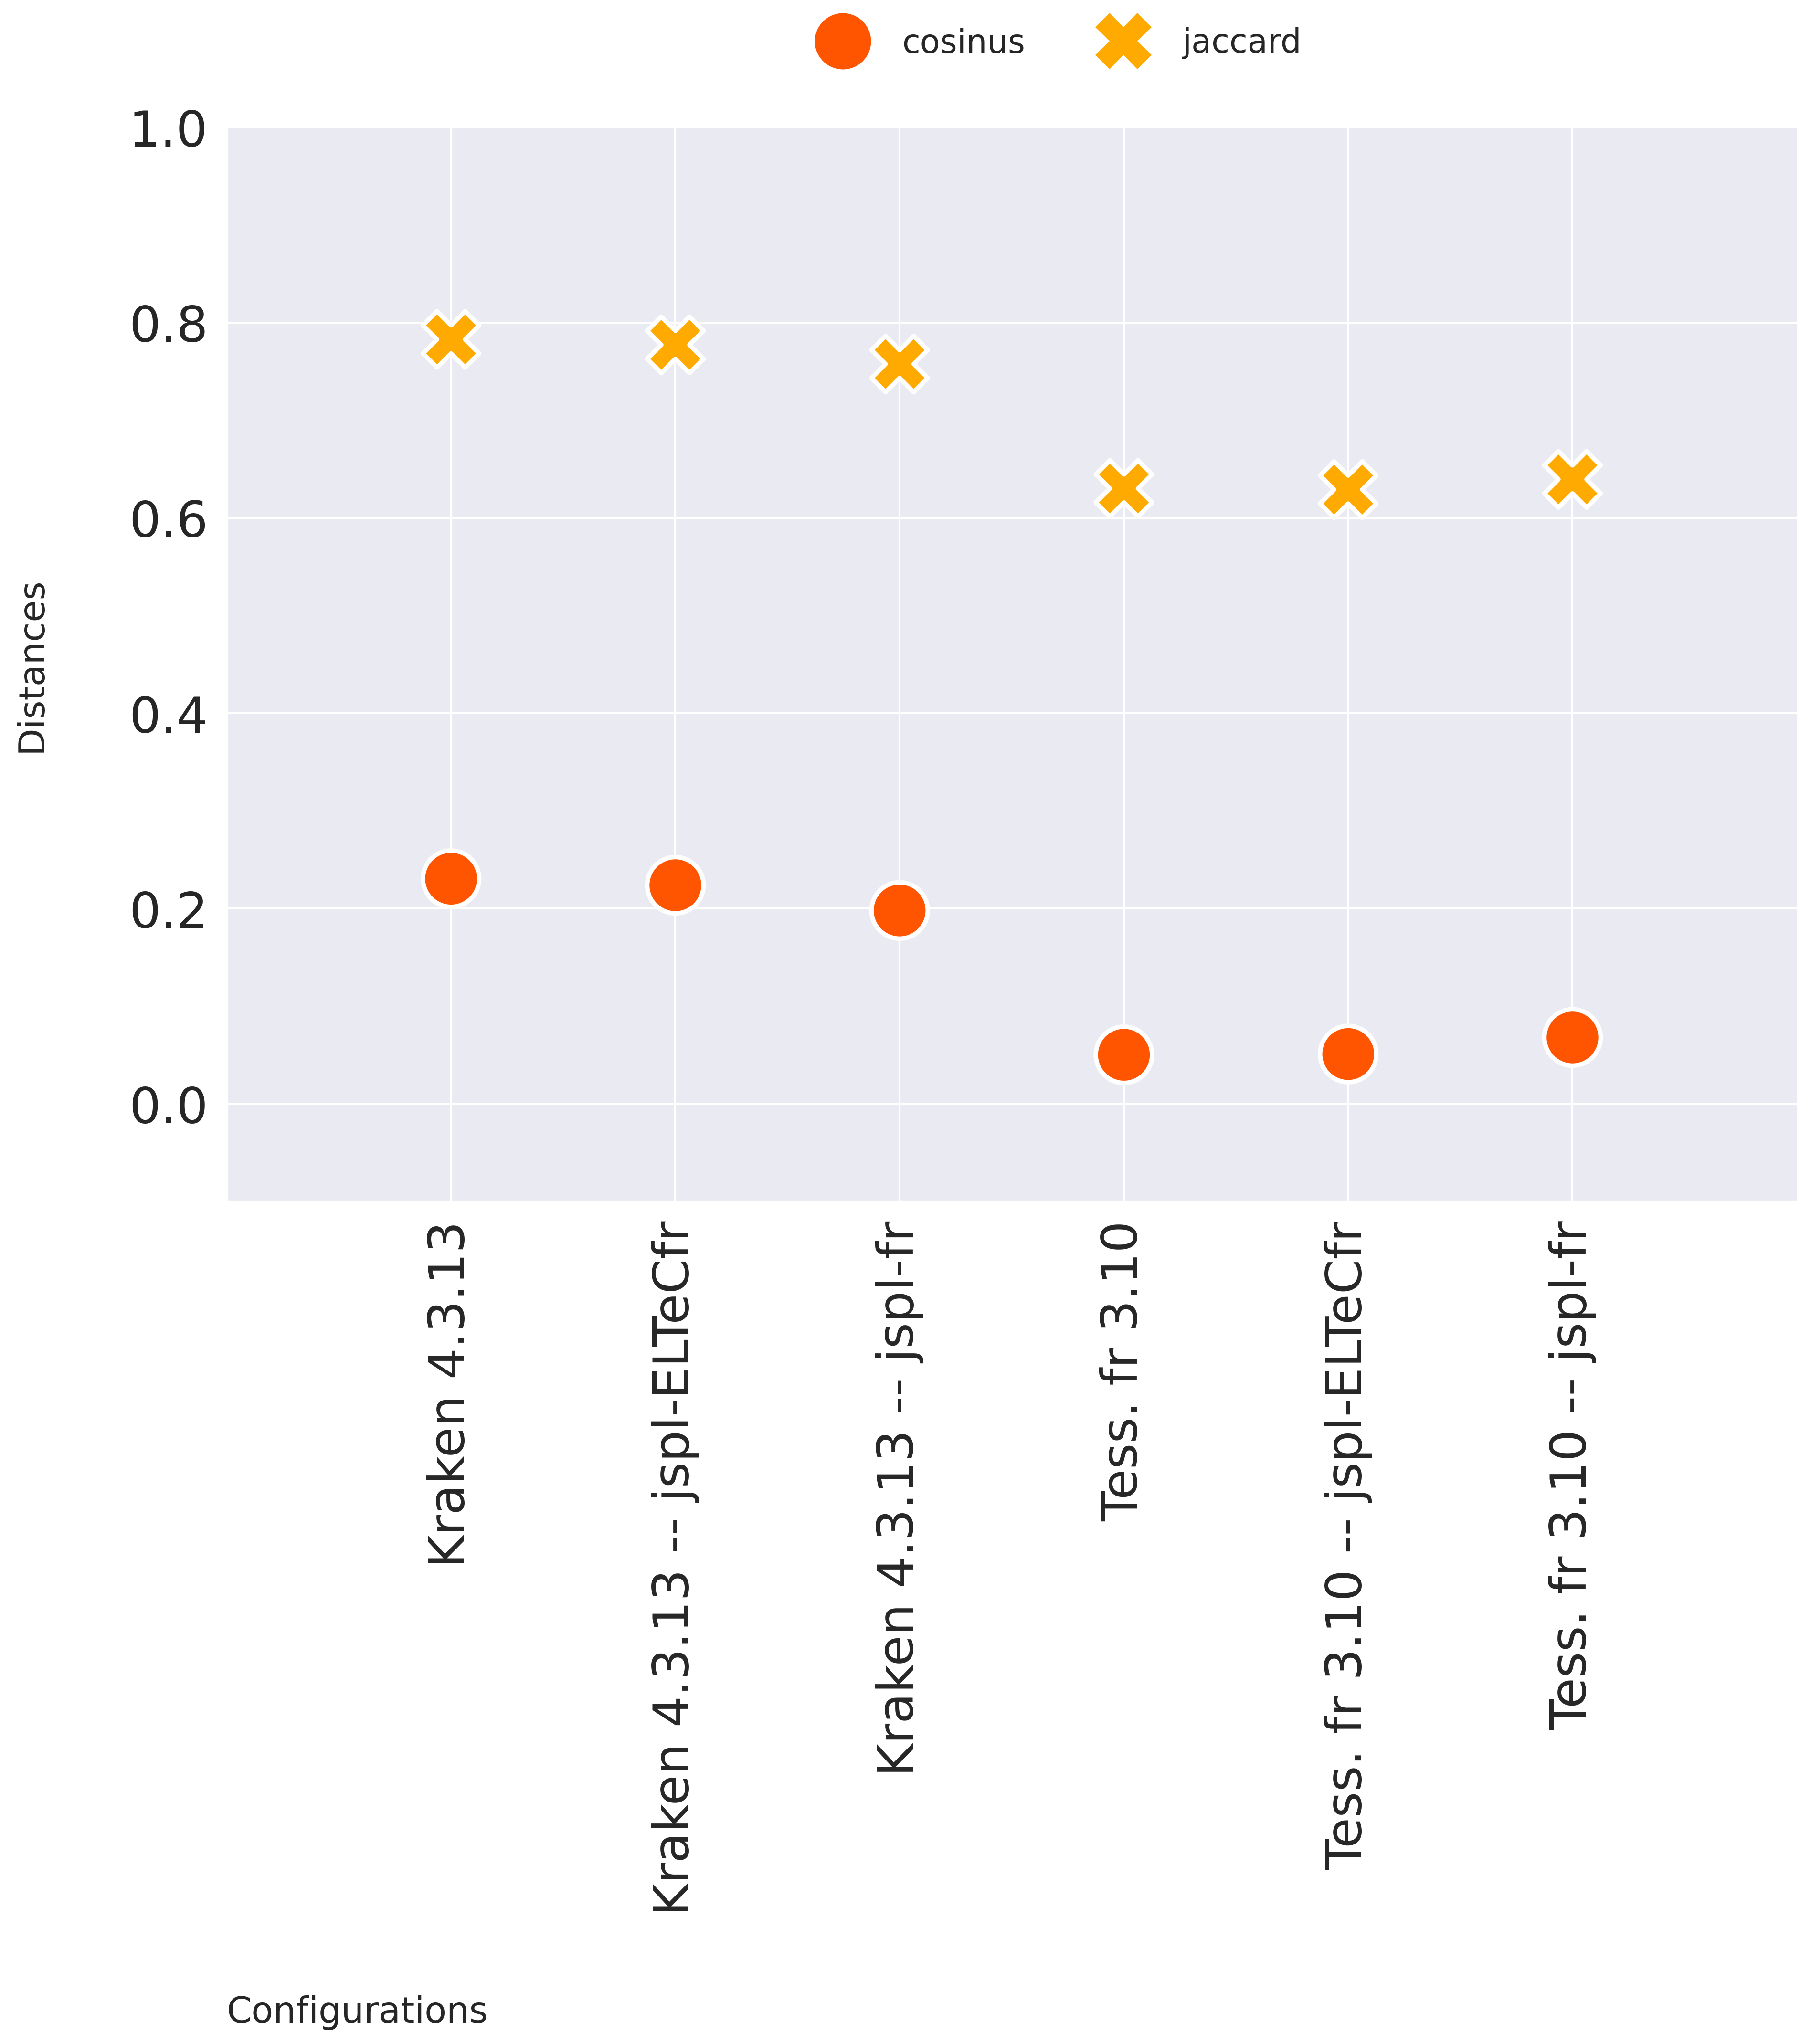 cosinus jaccard
1.0
0.8
0.6
0.4
0.2
0.0
Distances
Kraken 4.3.13
Kraken 4.3.13 -- jspl-ELTeCfr
Kraken 4.3.13 -- jspl-fr
Tess. fr 3.10
Tess. fr 3.10 -- jspl-ELTeCfr
Tess. fr 3.10 -- jspl-fr
Configurations